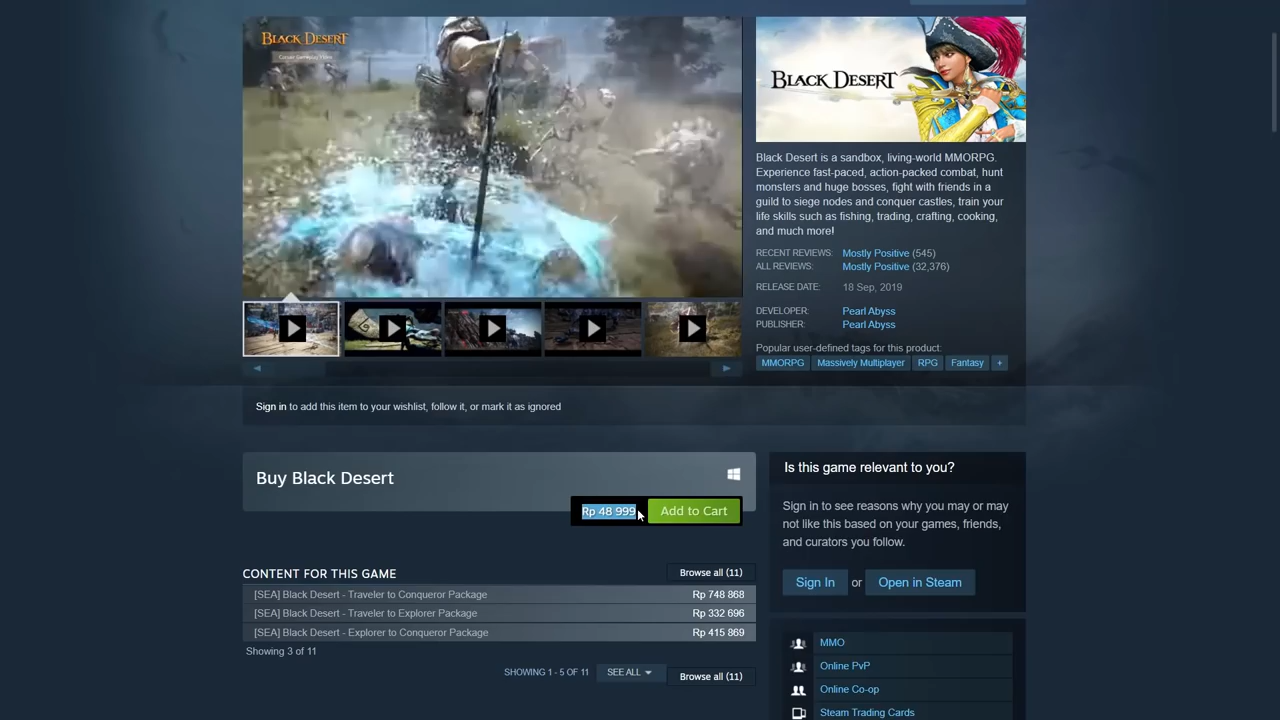 BLACK DESERT
BLACK DESERT
Black Desert is a sandbox, living-world MMORPG.
Experience fast-paced, action-packed combat, hunt
monsters and huge bosses, fight with friends in a
guild to siege nodes and conquer castles, train your
life skills such as fishing, trading, crafting, cooking,
and much more!
RECENT REVIEWS: Mostly Positive (545)
ALL REVIEWS: Mostly Positive (32,376)
RELEASE DATE: 18 Sep, 2019
DEVELOPER: Pearl Abyss
PUBLISHER: Pearl Abyss
Popular user-defined tags for this product:
MMORPG Massively Multiplayer RPG Fantasy +
Sign in to add this item to your wishlist, follow it, or mark it as ignored
Buy Black Desert
Rp 48 999 Add to Cart
CONTENT FOR THIS GAME Browse all (11)
[SEA] Black Desert - Traveler to Conqueror Package Rp 748 868
[SEA] Black Desert - Traveler to Explorer Package Rp 332 696
[SEA] Black Desert - Explorer to Conqueror Package Rp 415 869
Showing 3 of 11
SHOWING 1 - 5 OF 11 SEE ALL Browse all (11)
Is this game relevant to you?
Sign in to see reasons why you may or may
not like this based on your games, friends,
and curators you follow.
Sign In or Open in Steam
MMO
Online PvP
Online Co-op
Steam Trading Cards